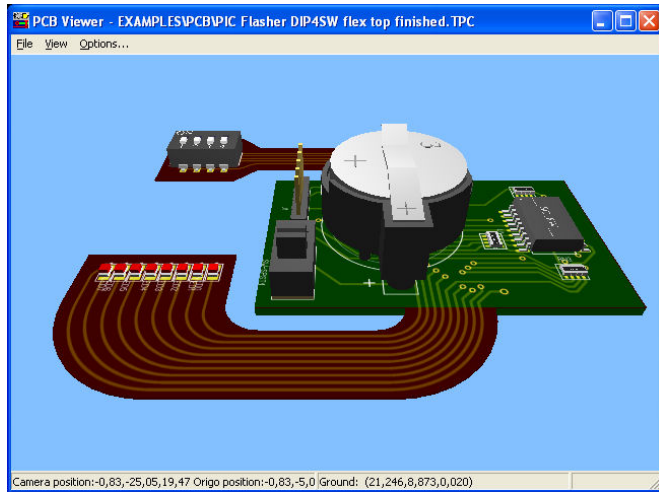 PCB Viewer - EXAMPLES\PCB\PIC Flasher DIP4SW flex top finished.TPC
File View Options...
3
+
+
+
Camera position:-0,83,-25,05,19,47 Origo position:-0,83,-5,0 Ground: (21,246,8,873,0,020)